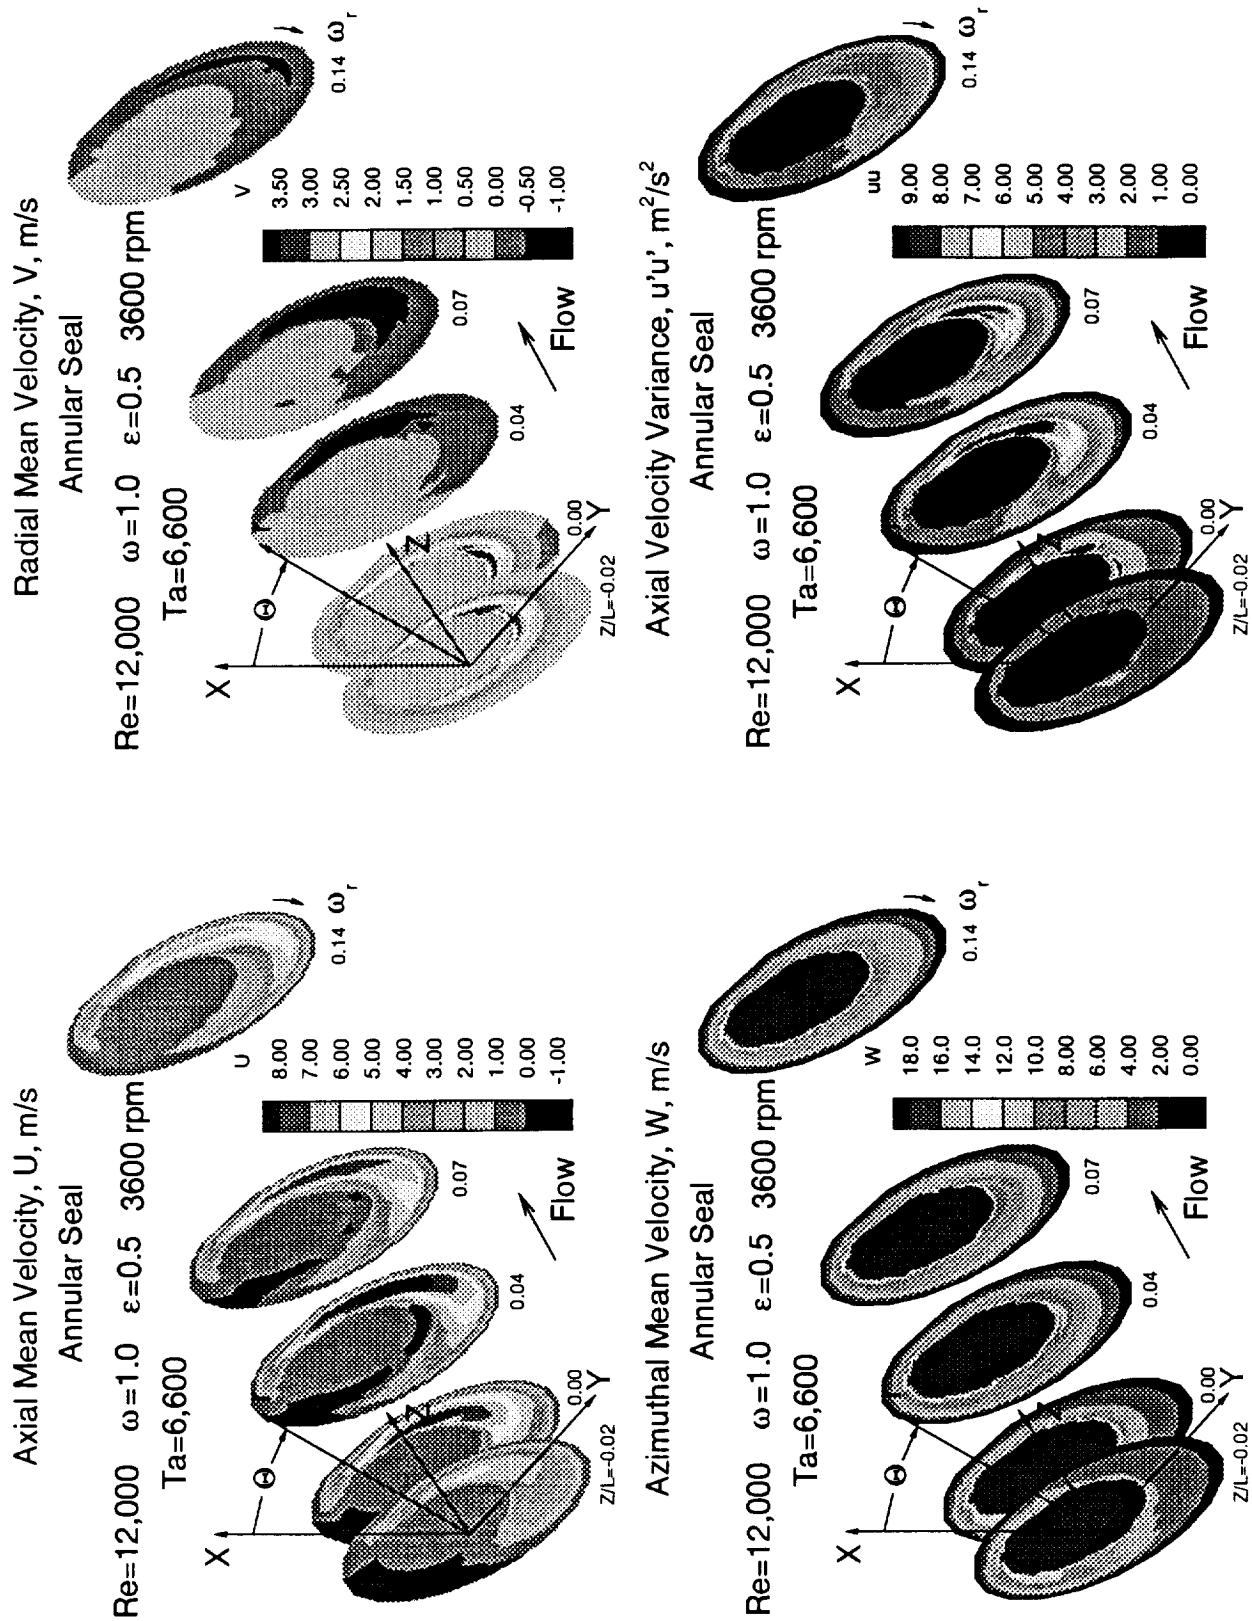 Axial Mean Velocity, U, m/s
Annular Seal
Re=12,000 ω=1.0 ε=0.5 3600 rpm
Ta=6,600
X
Θ
r
Z
Y
Z/L=-0.02
0.00
0.04
0.07
0.14
ω r
Flow
U
8.00
7.00
6.00
5.00
4.00
3.00
2.00
1.00
0.00
-1.00
Radial Mean Velocity, V, m/s
Annular Seal
Re=12,000 ω=1.0 ε=0.5 3600 rpm
Ta=6,600
X
Θ
r
Z
Y
Z/L=-0.02
0.00
0.04
0.07
0.14
ω r
Flow
V
3.50
3.00
2.50
2.00
1.50
1.00
0.50
0.00
-0.50
-1.00
Azimuthal Mean Velocity, W, m/s
Annular Seal
Re=12,000 ω=1.0 ε=0.5 3600 rpm
Ta=6,600
X
Θ
r
Z
Y
Z/L=-0.02
0.00
0.04
0.07
0.14
ω r
Flow
W
18.0
16.0
14.0
12.0
10.0
8.00
6.00
4.00
2.00
0.00
Axial Velocity Variance, u'u', m²/s²
Annular Seal
Re=12,000 ω=1.0 ε=0.5 3600 rpm
Ta=6,600
X
Θ
r
Z
Y
Z/L=-0.02
0.00
0.04
0.07
0.14
ω r
Flow
uu
9.00
8.00
7.00
6.00
5.00
4.00
3.00
2.00
1.00
0.00